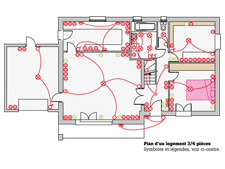 Plan d'un logement 3/4 pièces
Symboles et légendes, voir ci-contre.